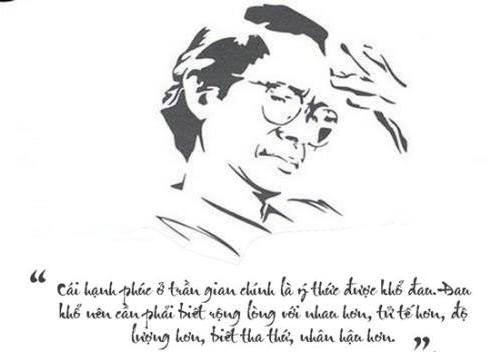 “ Cái hạnh phúc ở trần gian chính là ý thức được khổ đau. Đau
khổ nên cần phải biết rộng lòng với nhau hơn, tử tế hơn, độ
lượng hơn, biết tha thứ, nhân hậu hơn. ”